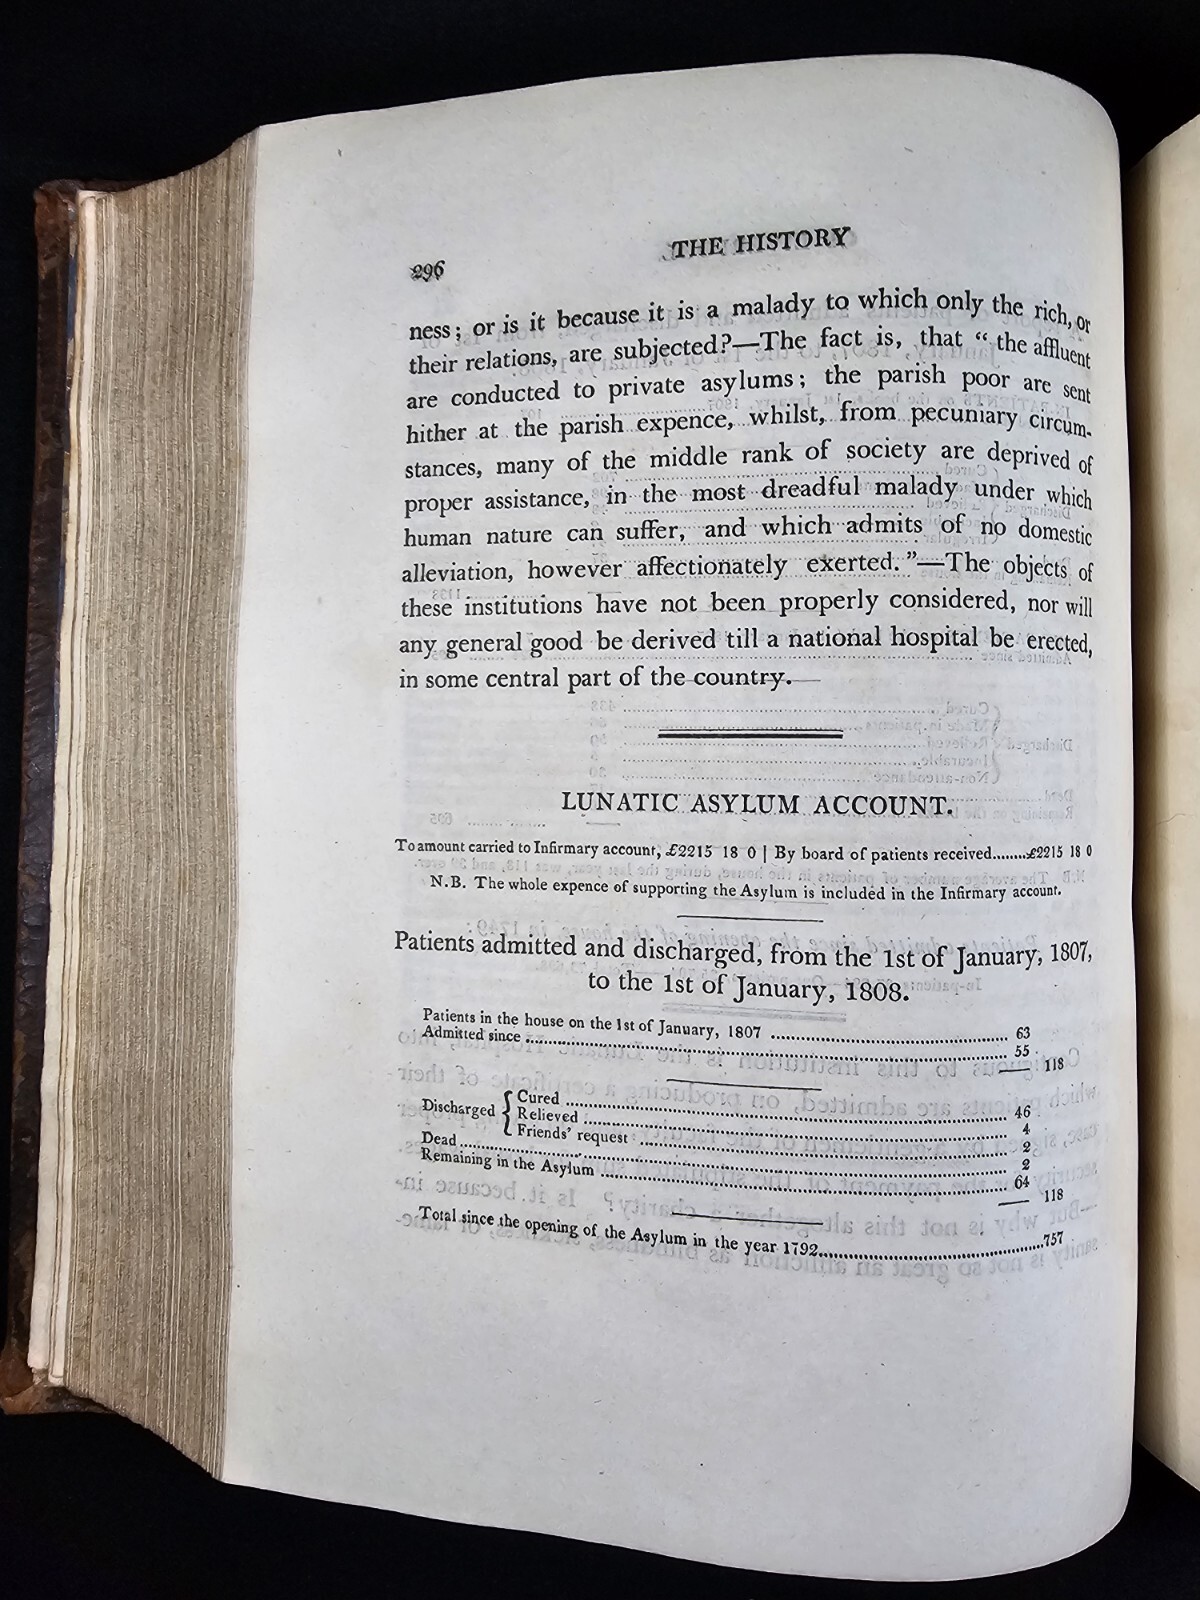 296
THE HISTORY
ness; or is it because it is a malady to which only the rich, or
their relations, are subjected?—The fact is, that “ the affluent
are conducted to private asylums; the parish poor are sent
hither at the parish expence, whilst, from pecuniary circum-
stances, many of the middle rank of society are deprived of
proper assistance, in the most dreadful malady under which
human nature can suffer, and which admits of no domestic
alleviation, however affectionately exerted.”—The objects of
these institutions have not been properly considered, nor will
any general good be derived till a national hospital be erected,
in some central part of the country.—
LUNATIC ASYLUM ACCOUNT.
To amount carried to Infirmary account, £2215 18 0 | By board of patients received........£2215 18 0
N.B. The whole expence of supporting the Asylum is included in the Infirmary account.
Patients admitted and discharged, from the 1st of January, 1807,
to the 1st of January, 1808.
Patients in the house on the 1st of January, 1807 ........ 63
Admitted since ........ 55
118
Discharged { Cured ........ 46
Relieved ........ 4
Friends’ request ........ 2
Dead ........ 2
Remaining in the Asylum ........ 64
118
Total since the opening of the Asylum in the year 1792........757